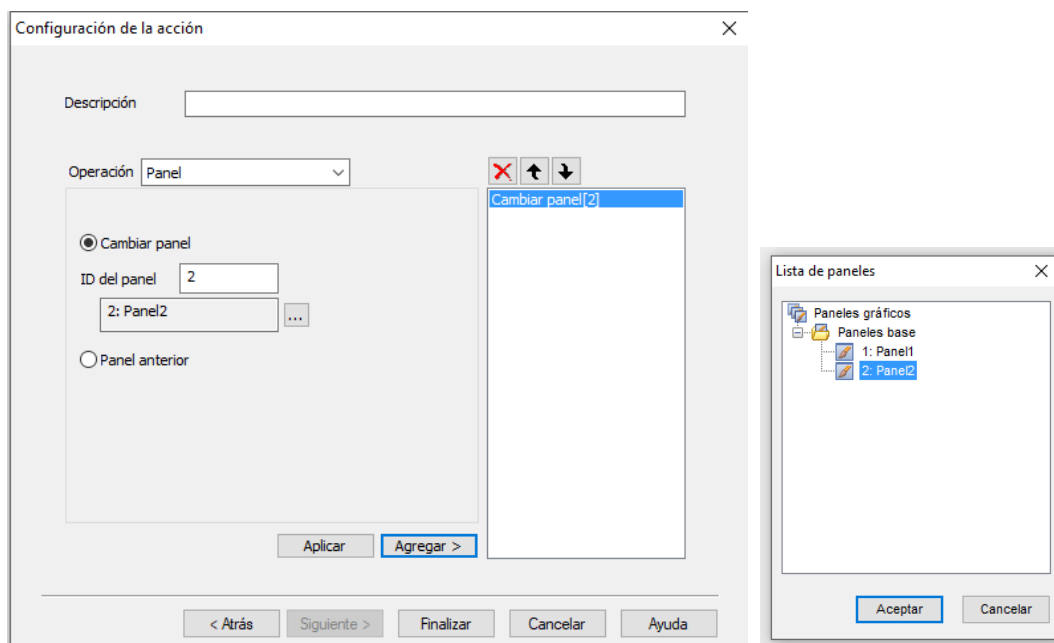 Configuración de la acción
Descripción
Operación Panel
Cambiar panel[2]
Cambiar panel
ID del panel 2
2: Panel2
...
Panel anterior
Aplicar Agregar >
< Atrás Siguiente > Finalizar Cancelar Ayuda
Lista de paneles
Paneles gráficos
Paneles base
1: Panel1
2: Panel2
Aceptar Cancelar